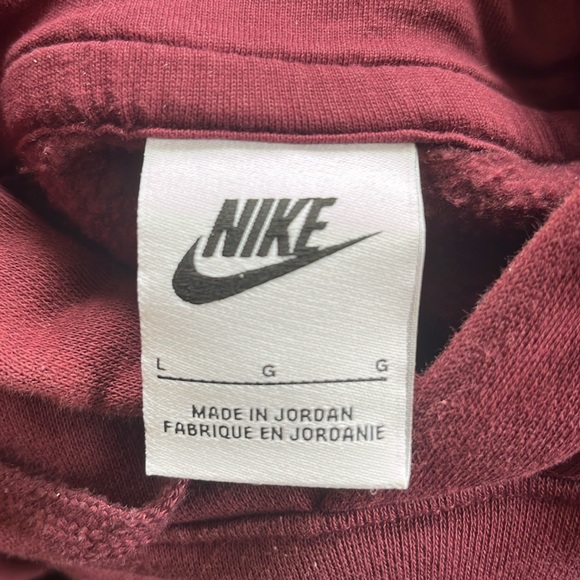 NIKE
L G G
MADE IN JORDAN
FABRIQUE EN JORDANIE